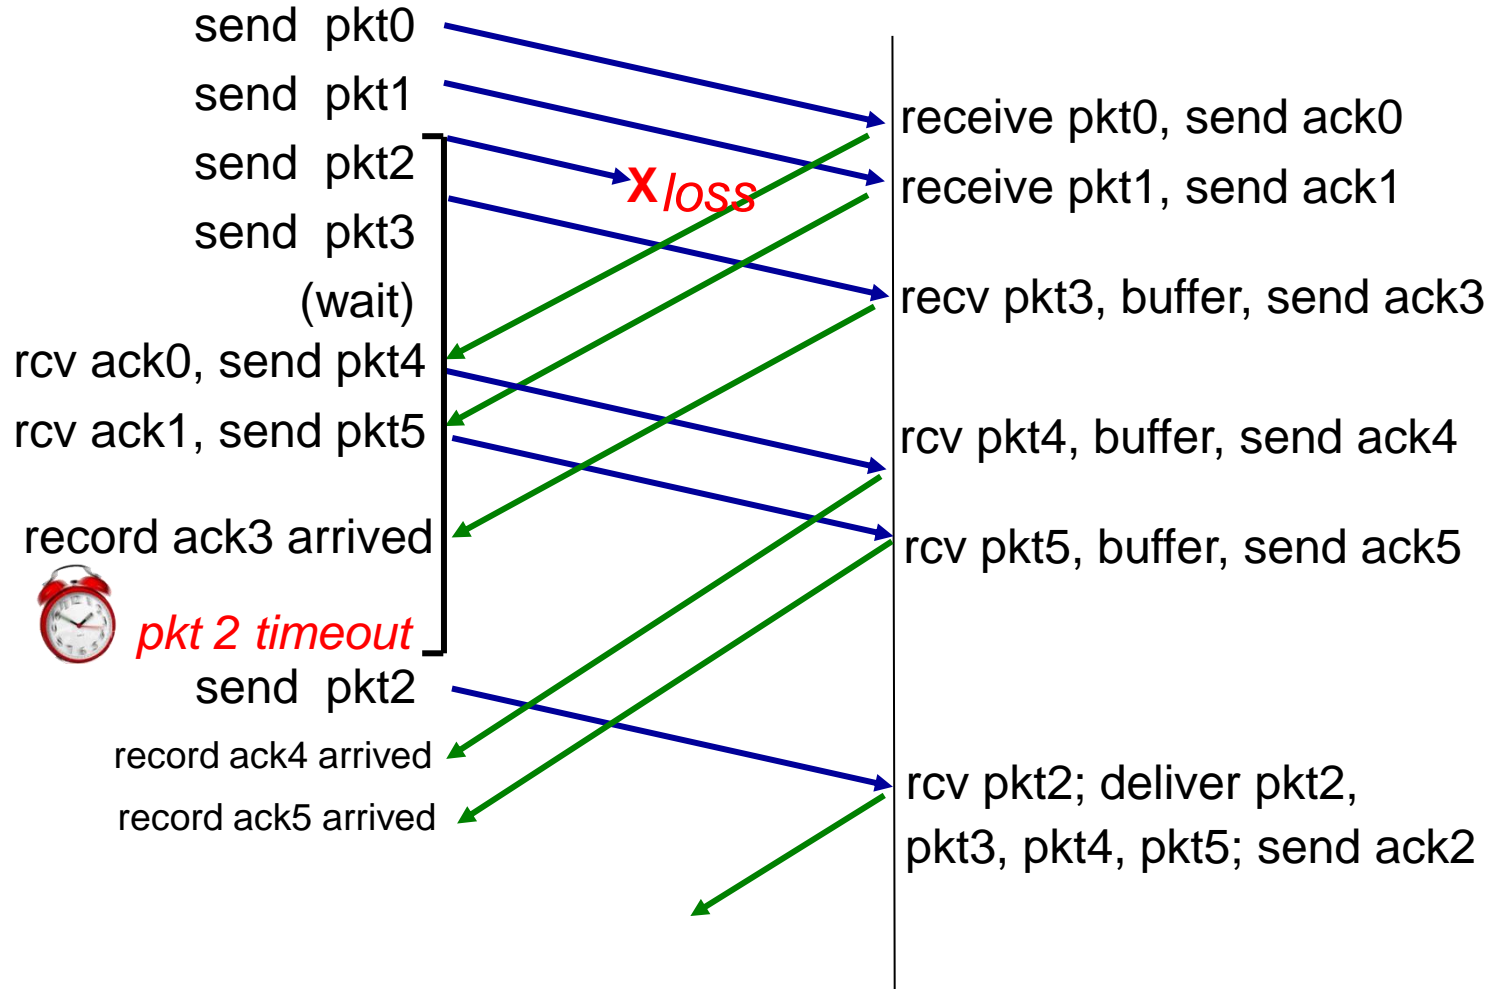 send pkt0
send pkt1
send pkt2
send pkt3
(wait)
rcv ack0, send pkt4
rcv ack1, send pkt5
record ack3 arrived
pkt 2 timeout
send pkt2
record ack4 arrived
record ack5 arrived
X loss
receive pkt0, send ack0
receive pkt1, send ack1
recv pkt3, buffer, send ack3
rcv pkt4, buffer, send ack4
rcv pkt5, buffer, send ack5
rcv pkt2; deliver pkt2,
pkt3, pkt4, pkt5; send ack2